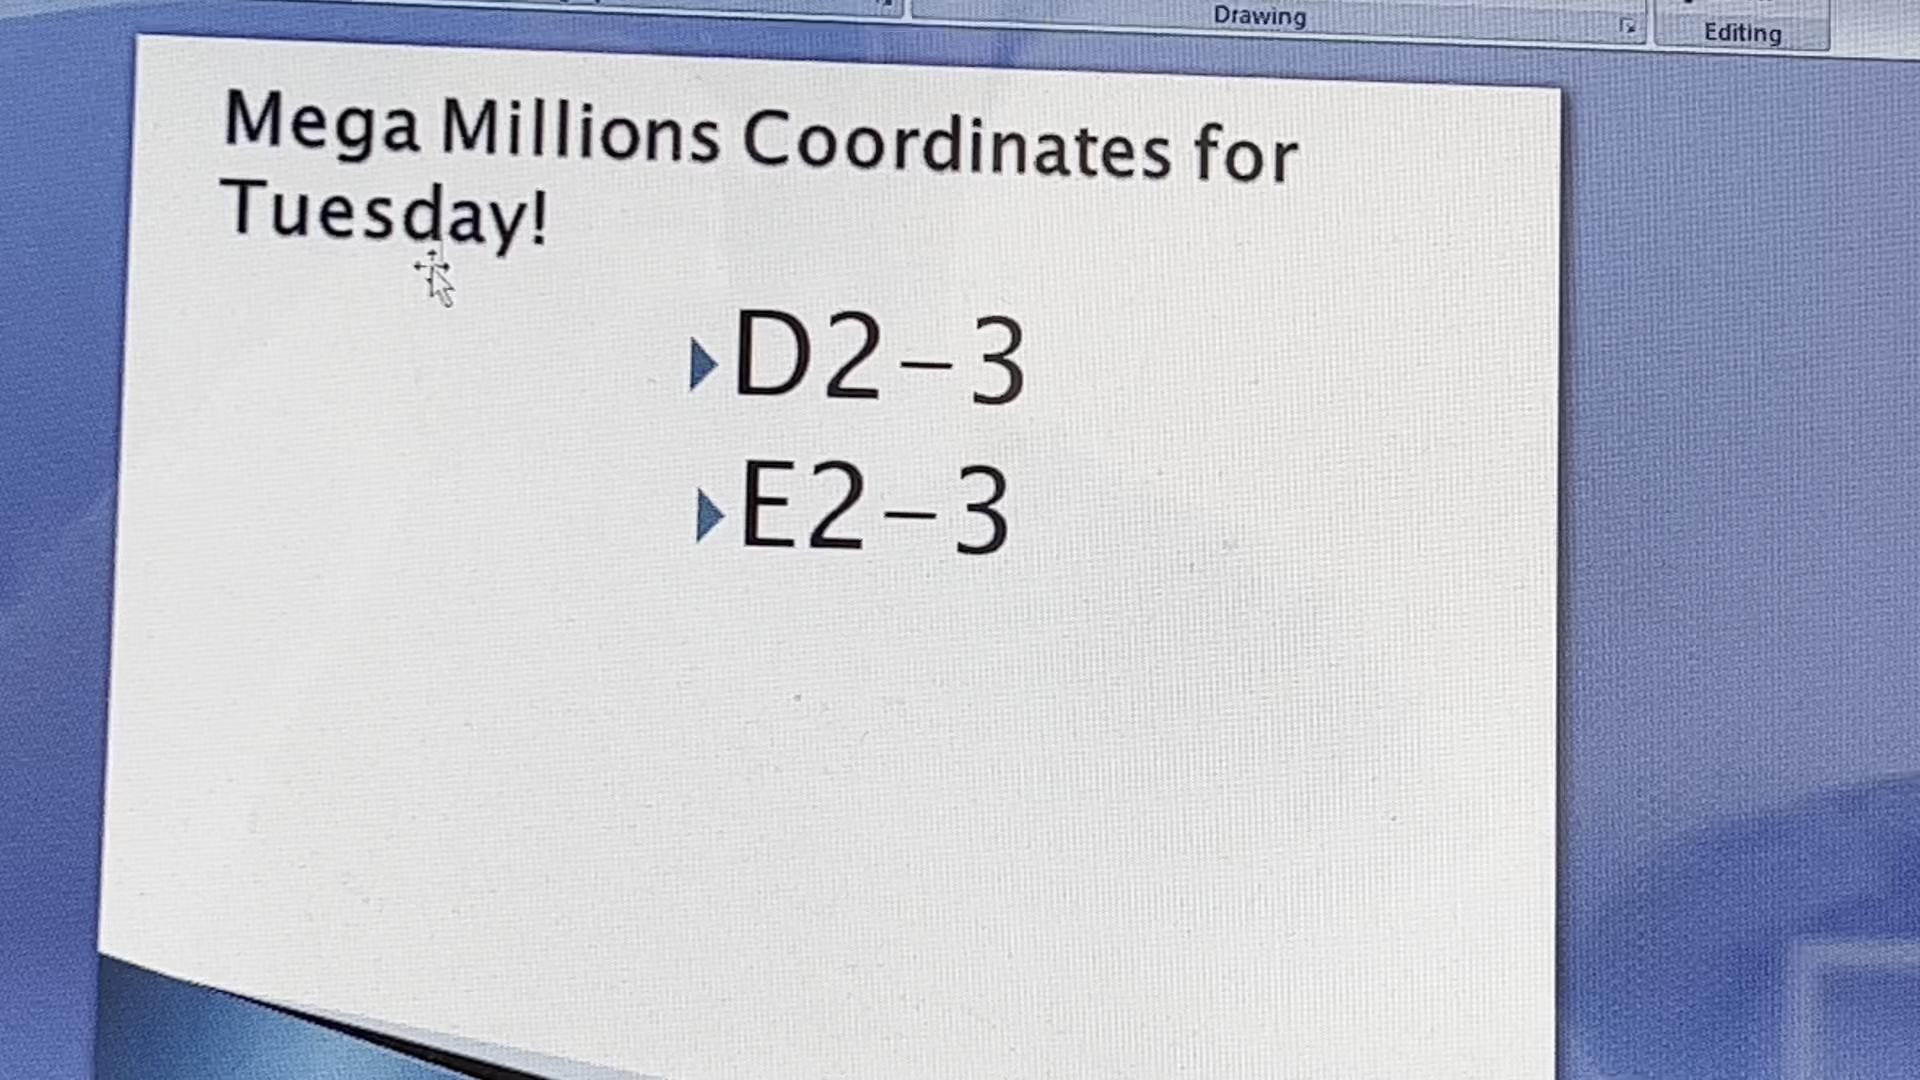 Drawing
Editing
Mega Millions Coordinates for
Tuesday!
D2-3
E2-3